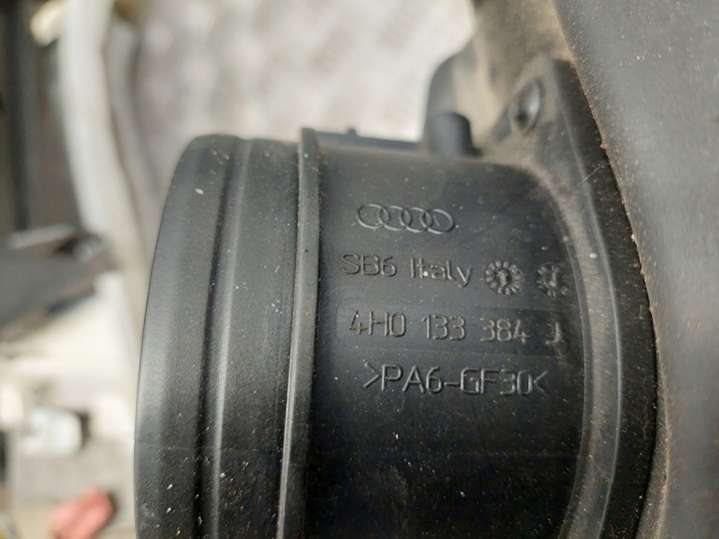 SB6 Italy
4H0 133 384 J
>PA6-GF30<